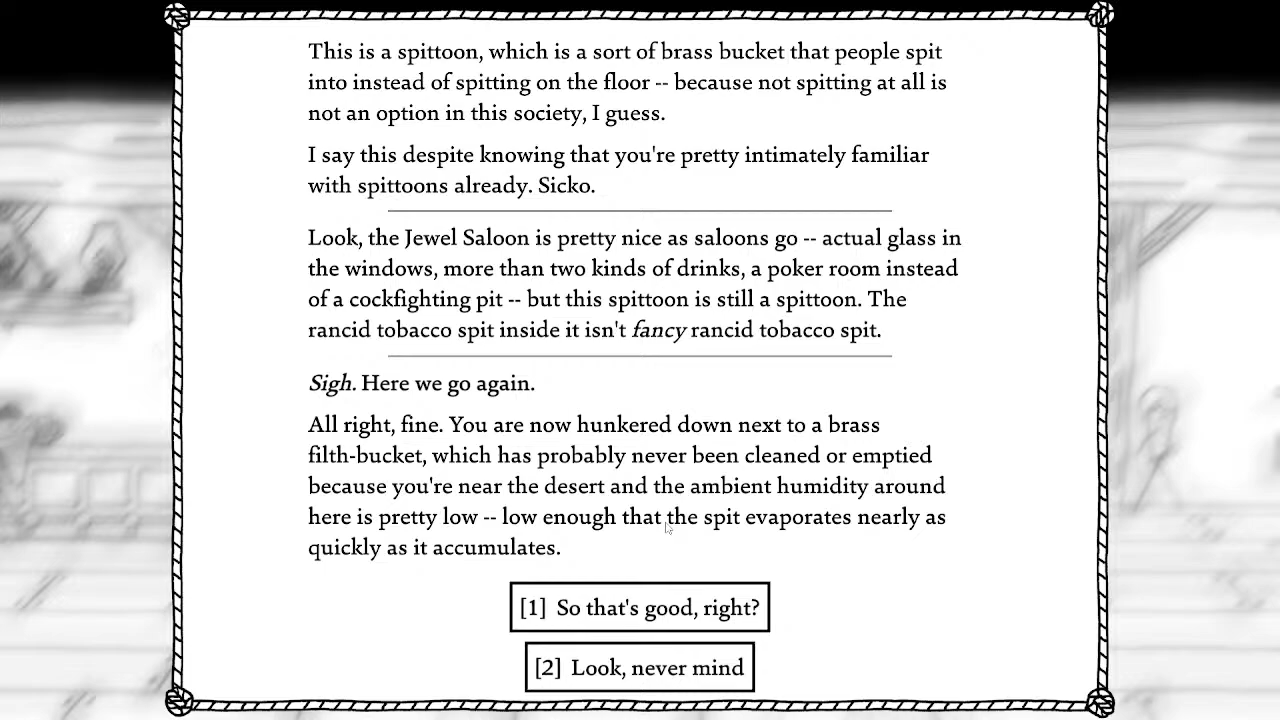 This is a spittoon, which is a sort of brass bucket that people spit
into instead of spitting on the floor -- because not spitting at all is
not an option in this society, I guess.
I say this despite knowing that you're pretty intimately familiar
with spittoons already. Sicko.
Look, the Jewel Saloon is pretty nice as saloons go -- actual glass in
the windows, more than two kinds of drinks, a poker room instead
of a cockfighting pit -- but this spittoon is still a spittoon. The
rancid tobacco spit inside it isn't fancy rancid tobacco spit.
Sigh. Here we go again.
All right, fine. You are now hunkered down next to a brass
filth-bucket, which has probably never been cleaned or emptied
because you're near the desert and the ambient humidity around
here is pretty low -- low enough that the spit evaporates nearly as
quickly as it accumulates.
[1] So that's good, right?
[2] Look, never mind